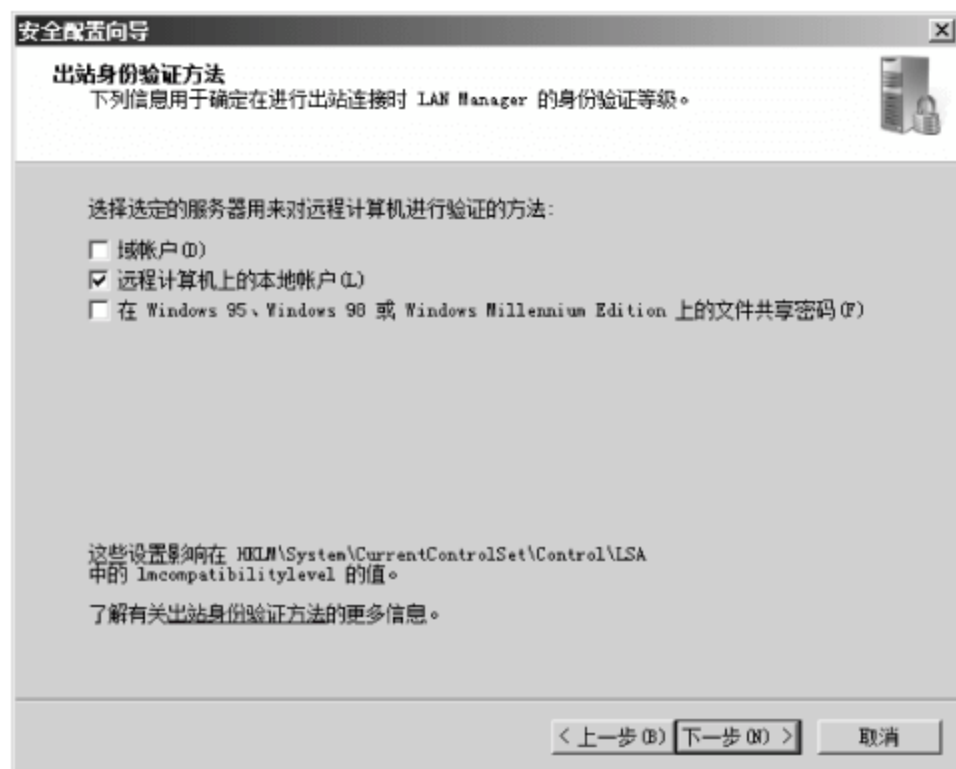 安全配置向导
出站身份验证方法
下列信息用于确定在进行出站连接时 LAN Manager 的身份验证等级。
选择选定的服务器用来对远程计算机进行验证的方法:
域帐户(D)
远程计算机上的本地帐户(L)
在 Windows 95、Windows 98 或 Windows Millennium Edition 上的文件共享密码(F)
这些设置影响在 HKLM\System\CurrentControlSet\Control\LSA
中的 lmcompatibilitylevel 的值。
了解有关出站身份验证方法的更多信息。
< 上一步(B) 下一步(N) > 取消